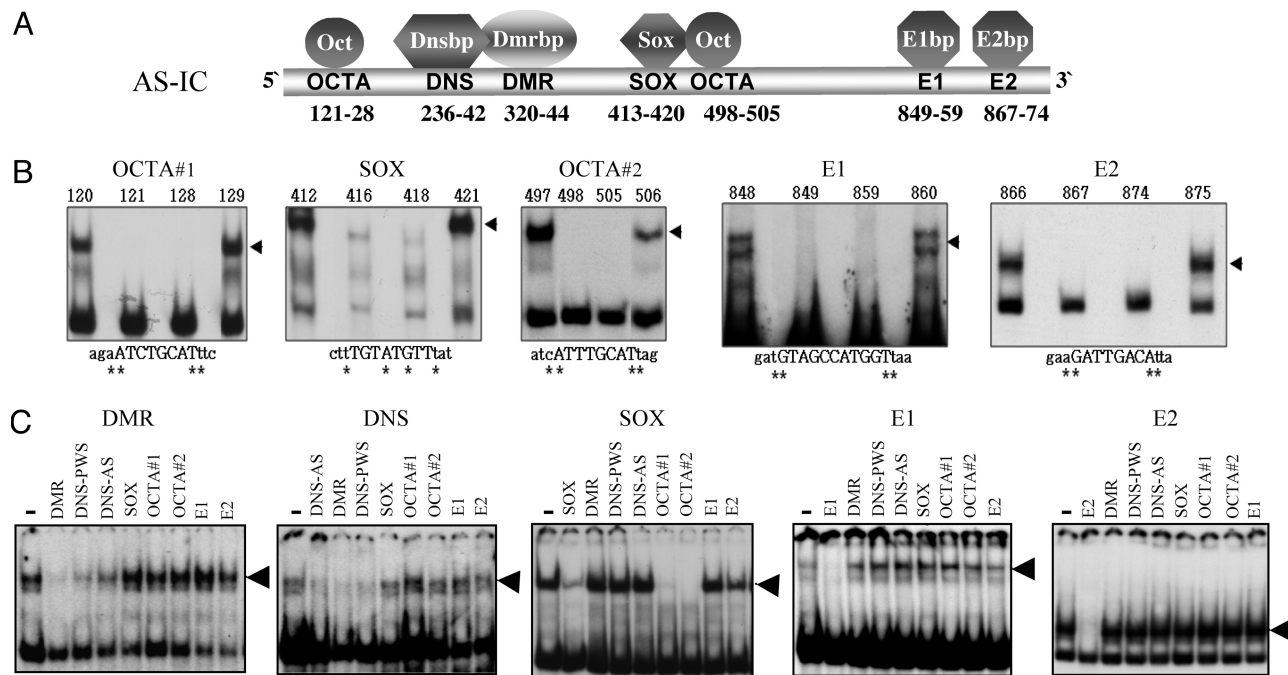 A
Oct Dnsbp Dmrbp Sox Oct E1bp E2bp
AS-IC 5` OCTA DNS DMR SOX OCTA E1 E2 3`
121-28 236-42 320-44 413-420 498-505 849-59 867-74
B
OCTA#1 SOX OCTA#2 E1 E2
120 121 128 129 412 416 418 421 497 498 505 506 848 849 859 860 866 867 874 875
agaATCTGCATttc cttTGTATGTTtat atcATTTGCATtag gatGTAGCCATGGTtaa gaaGATTGACAtta
** ** * * * * ** ** ** ** ** **
C
DMR DNS SOX E1 E2
- DMR DNS-PWS DNS-AS SOX OCTA#1 OCTA#2 E1 E2 - DNS-AS DMR DNS-PWS SOX OCTA#1 OCTA#2 E1 E2 - SOX DMR DNS-PWS DNS-AS OCTA#1 OCTA#2 E1 E2 - E1 DMR DNS-PWS DNS-AS SOX OCTA#1 OCTA#2 E2 - E2 DMR DNS-PWS DNS-AS SOX OCTA#1 OCTA#2 E1